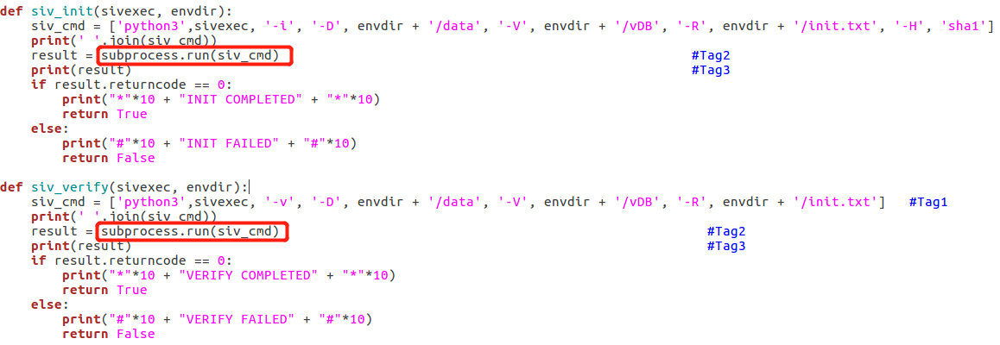 def siv_init(sivexec, envdir):
    siv_cmd = ['python3',sivexec, '-i', '-D', envdir + '/data', '-V', envdir + '/vDB', '-R', envdir + '/init.txt', '-H', 'sha1']
    print(' '.join(siv_cmd))
    result = subprocess.run(siv_cmd) #Tag2
    print(result) #Tag3
    if result.returncode == 0:
        print("*"*10 + "INIT COMPLETED" + "*"*10)
        return True
    else:
        print("#"*10 + "INIT FAILED" + "#"*10)
        return False
def siv_verify(sivexec, envdir):
    siv_cmd = ['python3',sivexec, '-v', '-D', envdir + '/data', '-V', envdir + '/vDB', '-R', envdir + '/init.txt'] #Tag1
    print(' '.join(siv_cmd))
    result = subprocess.run(siv_cmd) #Tag2
    print(result) #Tag3
    if result.returncode == 0:
        print("*"*10 + "VERIFY COMPLETED" + "*"*10)
        return True
    else:
        print("#"*10 + "VERIFY FAILED" + "#"*10)
        return False